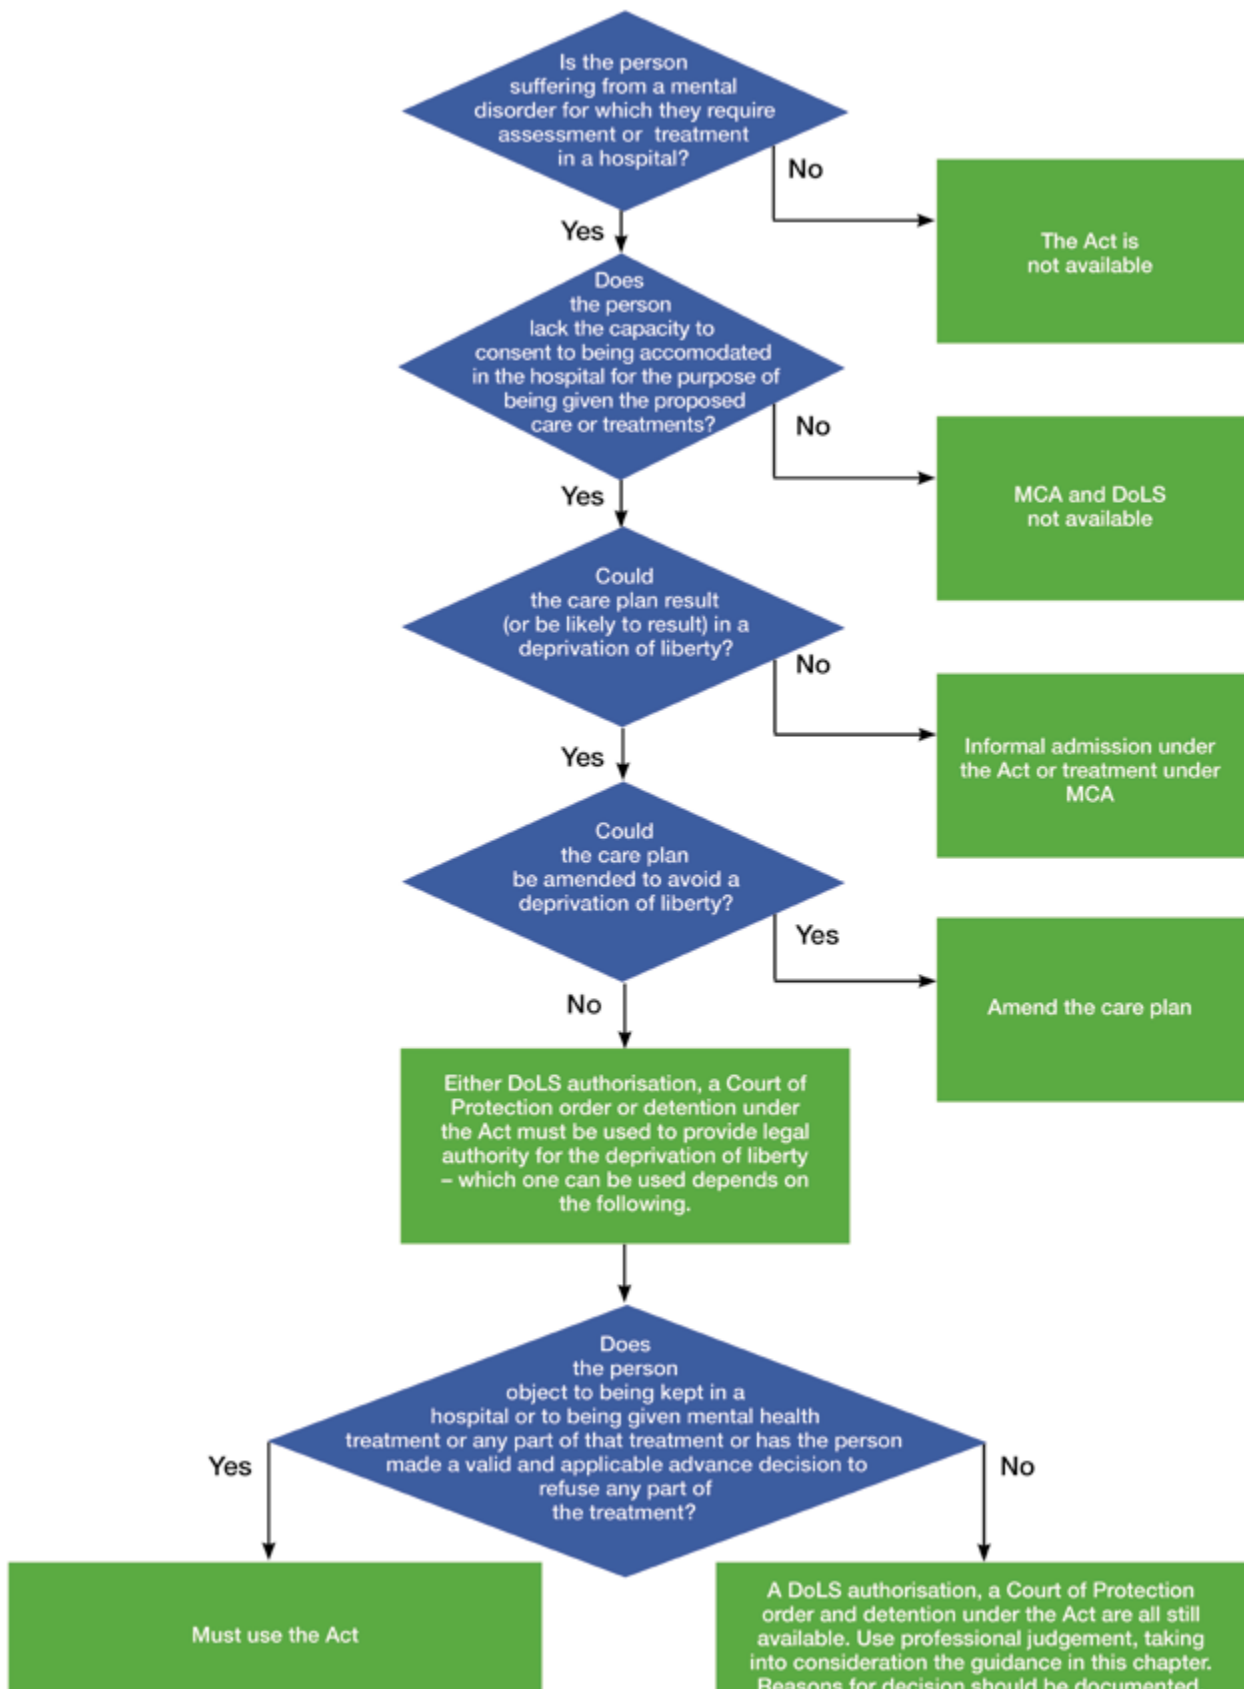 Is the person
suffering from a mental
disorder for which they require
assessment or treatment
in a hospital?
No
The Act is
not available
Yes
Does
the person
lack the capacity to
consent to being accomodated
in the hospital for the purpose of
being given the proposed
care or treatments?
No
MCA and DoLS
not available
Yes
Could
the care plan result
(or be likely to result) in a
deprivation of liberty?
No
Informal admission under
the Act or treatment under
MCA
Yes
Could
the care plan
be amended to avoid a
deprivation of liberty?
Yes
Amend the care plan
No
Either DoLS authorisation, a Court of
Protection order or detention under
the Act must be used to provide legal
authority for the deprivation of liberty
– which one can be used depends on
the following.
Does
the person
object to being kept in a
hospital or to being given mental health
treatment or any part of that treatment or has the person
made a valid and applicable advance decision to
refuse any part of
the treatment?
Yes
No
Must use the Act
A DoLS authorisation, a Court of Protection
order and detention under the Act are all still
available. Use professional judgement, taking
into consideration the guidance in this chapter.
Reasons for decision should be documented.